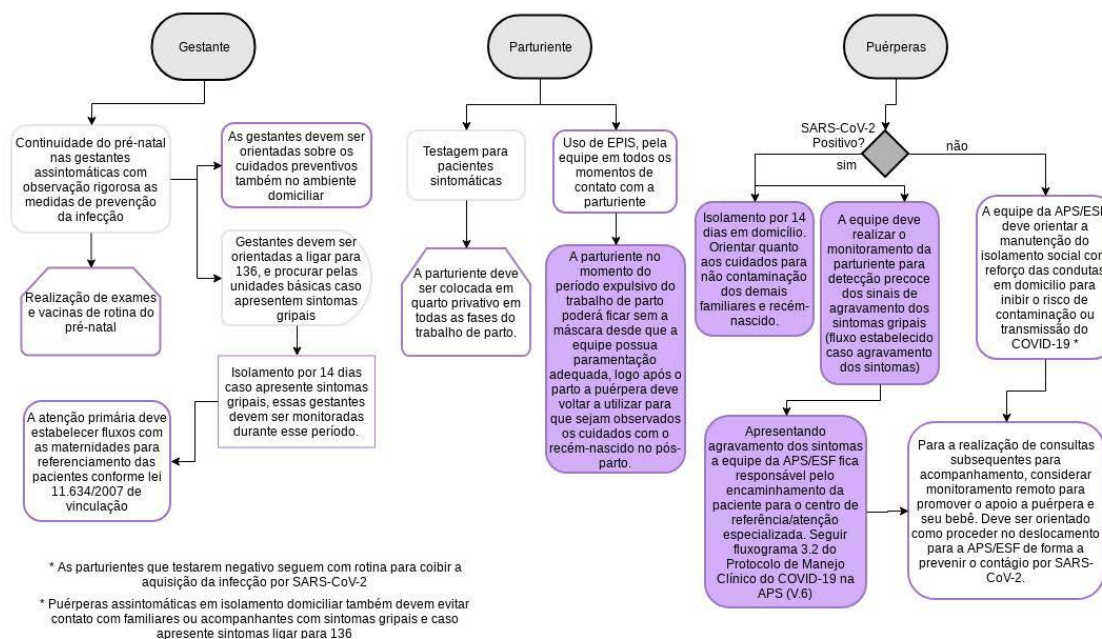 Gestante
Continuidade do pré-natal
nas gestantes
assintomáticas com
observação rigorosa as
medidas de prevenção
da infecção
As gestantes devem ser
orientadas sobre os
cuidados preventivos
também no ambiente
domiciliar
Gestantes devem ser
orientadas a ligar para
136, e procurar pelas
unidades básicas caso
apresentem sintomas
gripais
Realização de exames
e vacinas de rotina do
pré-natal
Isolamento por 14 dias
caso apresente sintomas
gripais, essas gestantes
devem ser monitoradas
durante esse período.
A atenção primária deve
estabelecer fluxos com
as maternidades para
referenciamento das
pacientes conforme lei
11.634/2007 de
vinculação
Parturiente
Testagem para
pacientes
sintomáticas
Uso de EPIS, pela
equipe em todos os
momentos de
contato com a
parturiente
A parturiente deve
ser colocada em
quarto privativo em
todas as fases do
trabalho de parto.
A parturiente no
momento do
período expulsivo do
trabalho de parto
poderá ficar sem a
máscara desde que a
equipe possua
paramentação
adequada, logo após o
parto a puérpera deve
voltar a utilizar para
que sejam observados
os cuidados com o
recém-nascido no pós-
parto.
Puérperas
SARS-CoV-2
Positivo?
sim
não
Isolamento por 14
dias em domicílio.
Orientar quanto
aos cuidados para
não contaminação
dos demais
familiares e recém-
nascido.
A equipe deve
realizar o
monitoramento da
parturiente para
detecção precoce
dos sinais de
agravamento dos
sintomas gripais
(fluxo estabelecido
caso agravamento
dos sintomas)
A equipe da APS/ESF
deve orientar a
manutenção do
isolamento social com
reforço das condutas
em domicilio para
inibir o risco de
contaminação ou
transmissão do
COVID-19 *
Apresentando
agravamento dos sintomas
a equipe da APS/ESF fica
responsável pelo
encaminhamento da
paciente para o centro de
referência/atenção
especializada. Seguir
fluxograma 3.2 do
Protocolo de Manejo
Clínico do COVID-19 na
APS (V.6)
Para a realização de consultas
subsequentes para
acompanhamento, considerar
monitoramento remoto para
promover o apoio a puérpera e
seu bebê. Deve ser orientado
como proceder no deslocamento
para a APS/ESF de forma a
prevenir o contágio por SARS-
CoV-2.
* As parturientes que testarem negativo seguem com rotina para coibir a
aquisição da infecção por SARS-CoV-2
* Puérperas assintomáticas em isolamento domiciliar também devem evitar
contato com familiares ou acompanhantes com sintomas gripais e caso
apresente sintomas ligar para 136